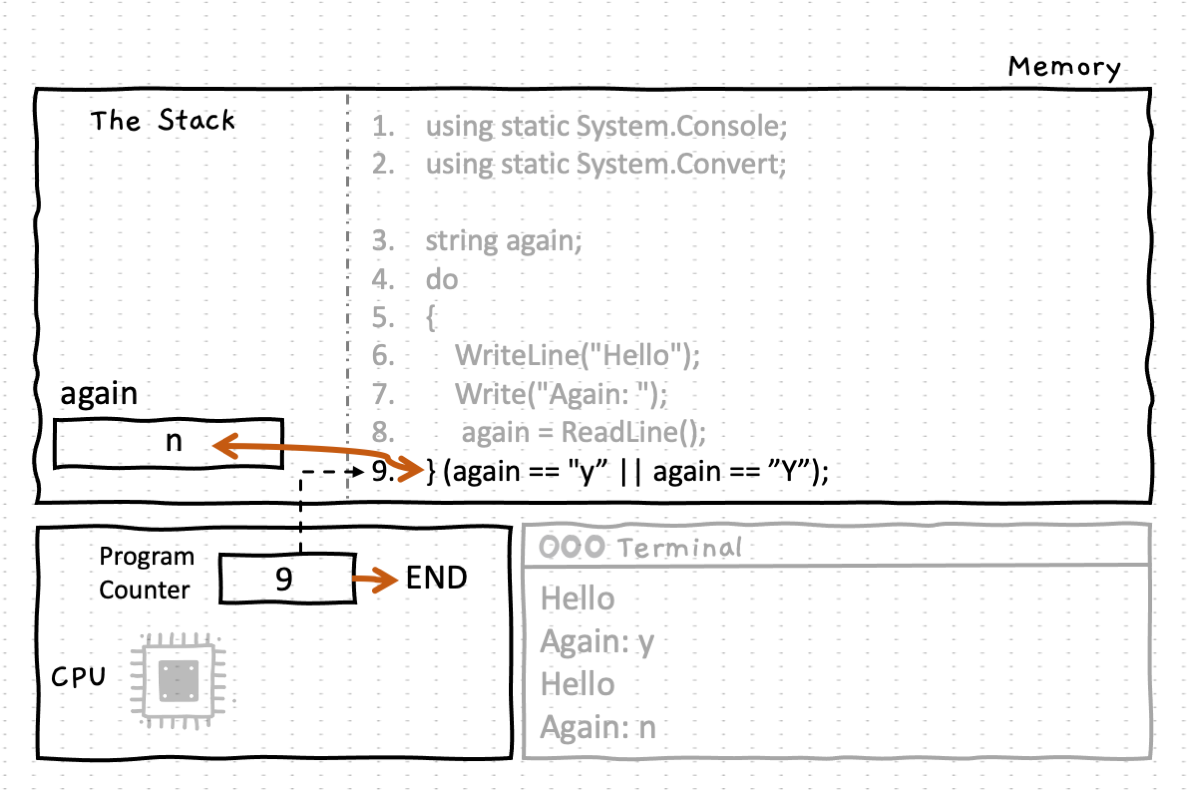 Memory
The Stack
1. using static System.Console;
2. using static System.Convert;
3. string again;
4. do
5. {
6. WriteLine("Hello");
7. Write("Again: ");
8. again = ReadLine();
9. } (again == "y” || again == ”Y”);
again
n
Program
Counter
9
END
CPU
Terminal
Hello
Again: y
Hello
Again: n